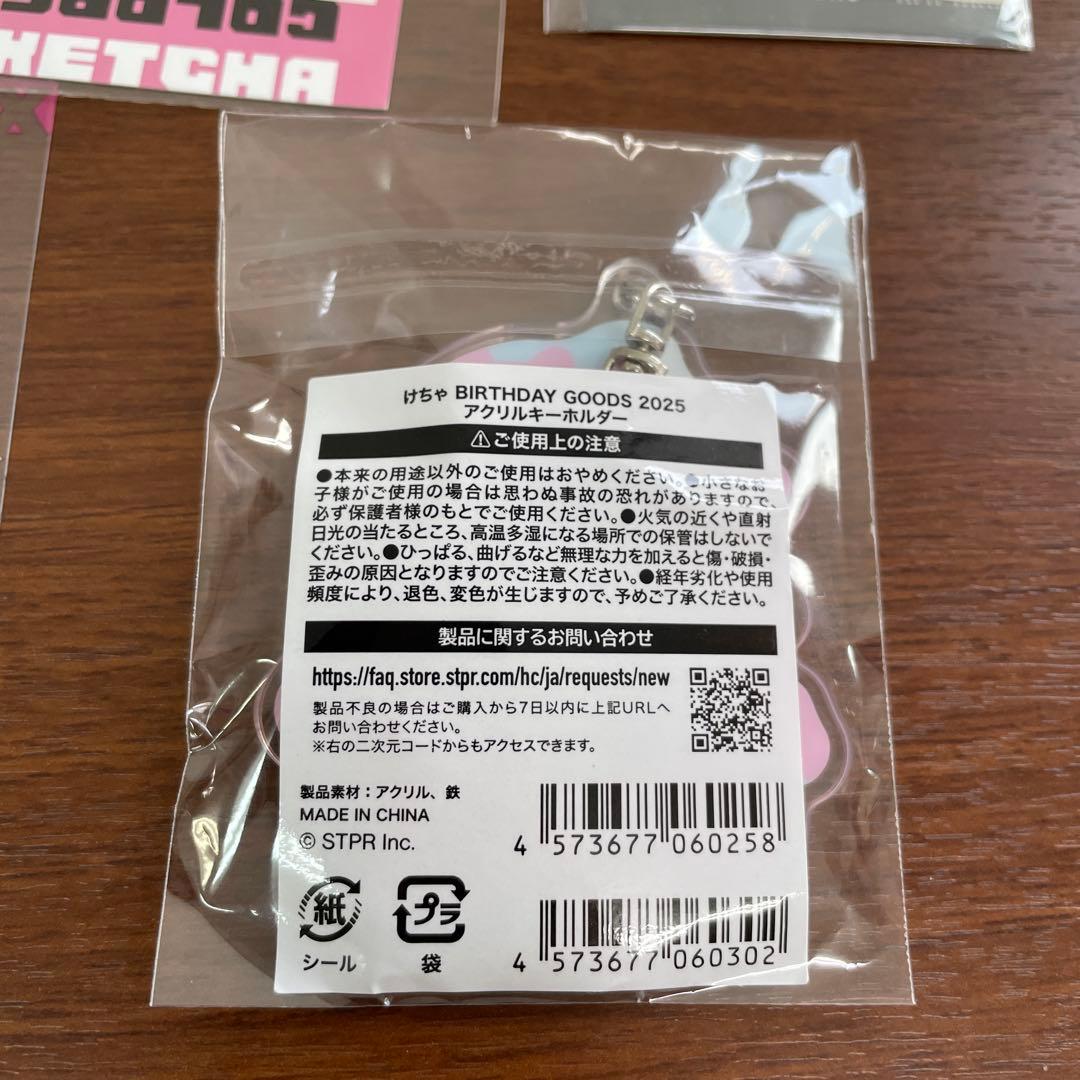 KETCHA
けちゃ BIRTHDAY GOODS 2025
アクリルキーホルダー
⚠ご使用上の注意
●本来の用途以外のご使用はおやめください。●小さなお
子様がご使用の場合は思わぬ事故の恐れがありますので、
必ず保護者様のもとでご使用ください。●火気の近くや直射
日光の当たるところ、高温多湿になる場所での保管はしないで
ください。●ひっぱる、曲げるなど無理な力を加えると傷・破損・
歪みの原因となりますのでご注意ください。●経年劣化や使用
頻度により、退色、変色が生じますので、予めご了承ください。
製品に関するお問い合わせ
https://faq.store.stpr.com/hc/ja/requests/new
製品不良の場合はご購入から7日以内に上記URLへ
お問い合わせください。
※右の二次元コードからもアクセスできます。
製品素材：アクリル、鉄
MADE IN CHINA
© STPR Inc.
4 573677 060258
紙
シール
プラ
袋
4 573677 060302